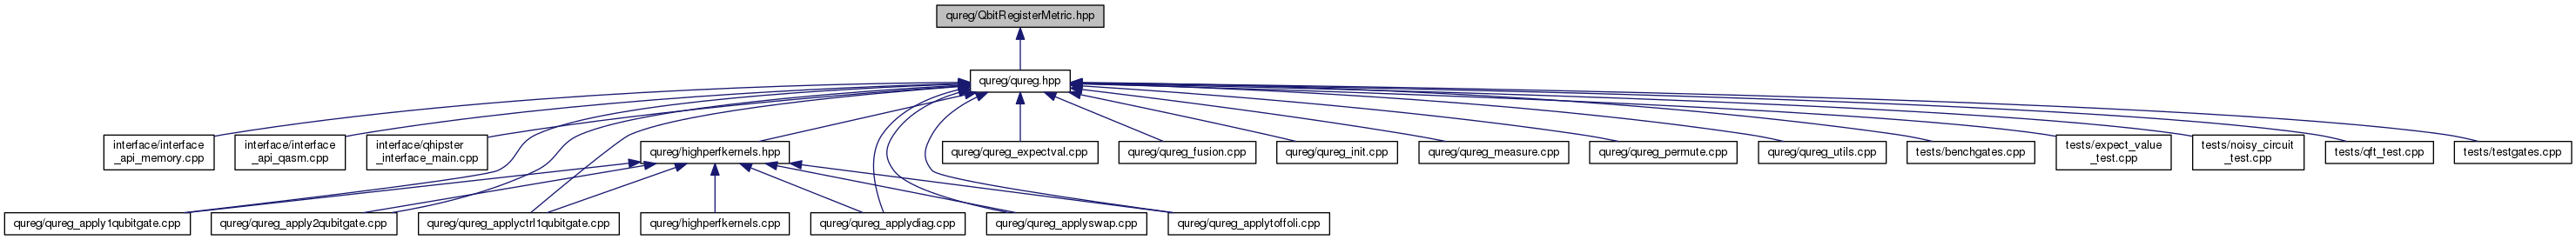 qureg/QbitRegisterMetric.hpp
qureg/qureg.hpp
interface/interface
_api_memory.cpp
interface/interface
_api_qasm.cpp
interface/qhipster
_interface_main.cpp
qureg/highperfkernels.hpp
qureg/qureg_expectval.cpp
qureg/qureg_fusion.cpp
qureg/qureg_init.cpp
qureg/qureg_measure.cpp
qureg/qureg_permute.cpp
qureg/qureg_utils.cpp
tests/benchgates.cpp
tests/expect_value
_test.cpp
tests/noisy_circuit
_test.cpp
tests/qft_test.cpp
tests/testgates.cpp
qureg/qureg_apply1qubitgate.cpp
qureg/qureg_apply2qubitgate.cpp
qureg/qureg_applyctrl1qubitgate.cpp
qureg/highperfkernels.cpp
qureg/qureg_applydiag.cpp
qureg/qureg_applyswap.cpp
qureg/qureg_applytoffoli.cpp